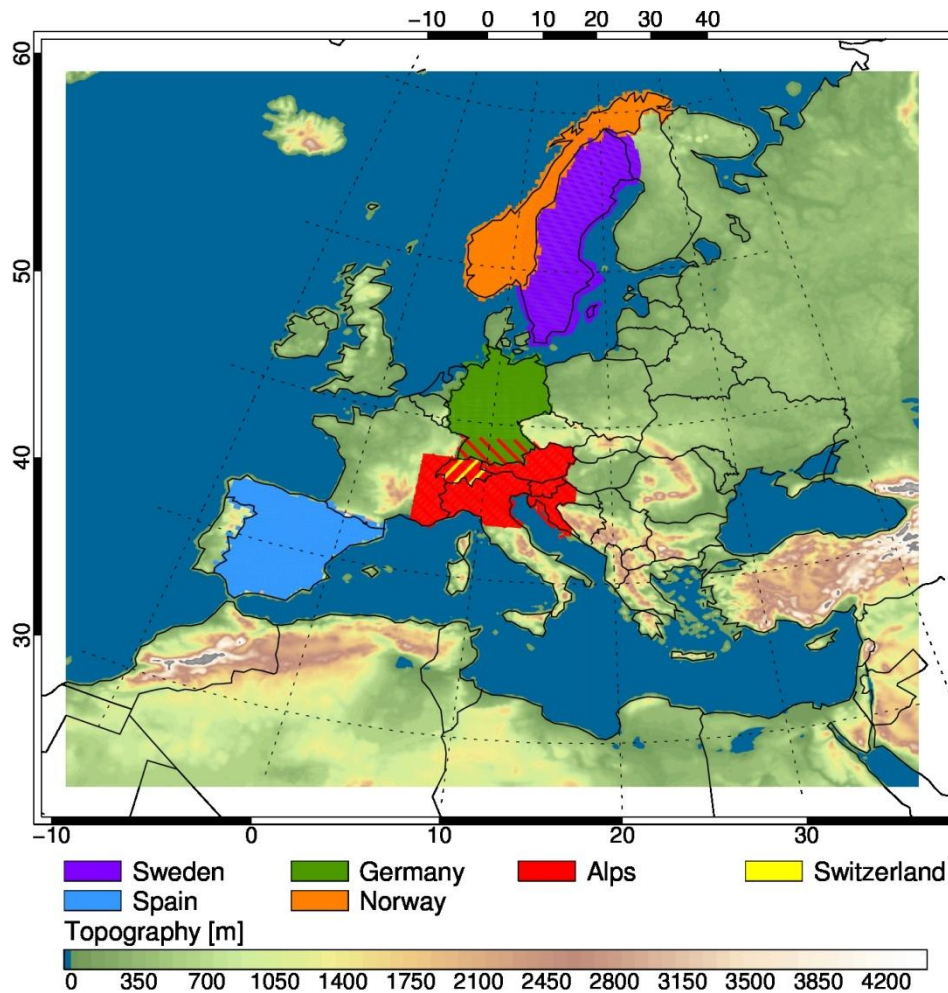 −10 0 10 20 30 40
60
50
40
30
−10 0 10 20 30
Sweden Germany Alps Switzerland
Spain Norway
Topography [m]
0 350 700 1050 1400 1750 2100 2450 2800 3150 3500 3850 4200